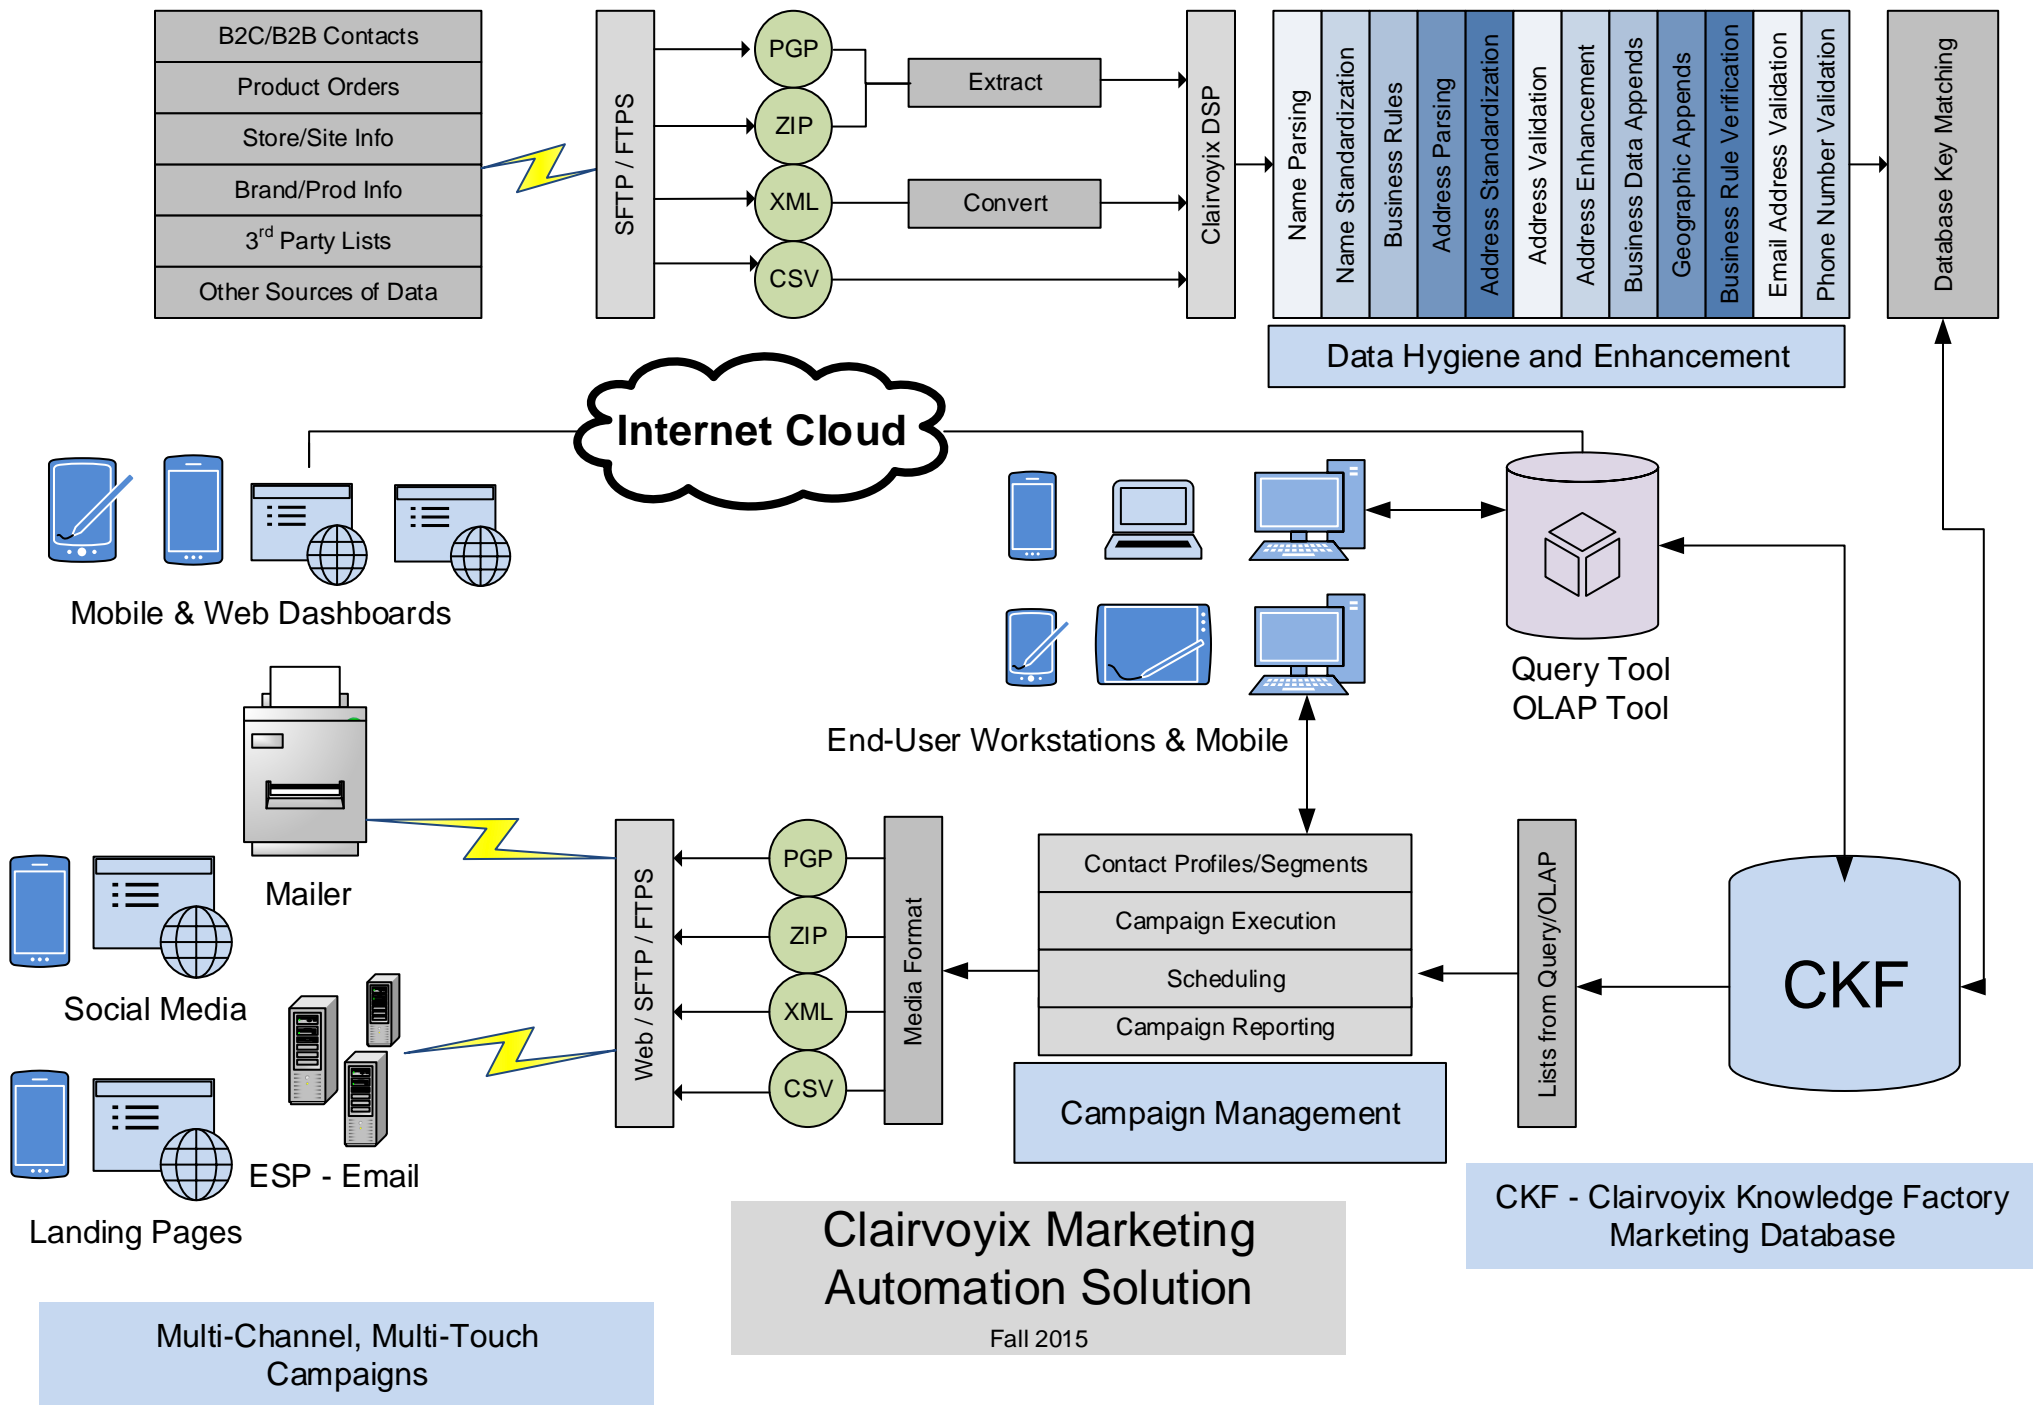 B2C/B2B Contacts
Product Orders
Store/Site Info
Brand/Prod Info
3rd Party Lists
Other Sources of Data
SFTP / FTPS
PGP
ZIP
XML
CSV
Extract
Convert
Clairvoyix DSP
Name Parsing
Name Standardization
Business Rules
Address Parsing
Address Standardization
Address Validation
Address Enhancement
Business Data Appends
Geographic Appends
Business Rule Verification
Email Address Validation
Phone Number Validation
Database Key Matching
Data Hygiene and Enhancement
Internet Cloud
Mobile & Web Dashboards
End-User Workstations & Mobile
Query Tool
OLAP Tool
Mailer
Social Media
ESP - Email
Landing Pages
Web / SFTP / FTPS
PGP
ZIP
XML
CSV
Media Format
Contact Profiles/Segments
Campaign Execution
Scheduling
Campaign Reporting
Campaign Management
Lists from Query/OLAP
CKF
CKF - Clairvoyix Knowledge Factory
Marketing Database
Clairvoyix Marketing
Automation Solution
Fall 2015
Multi-Channel, Multi-Touch
Campaigns